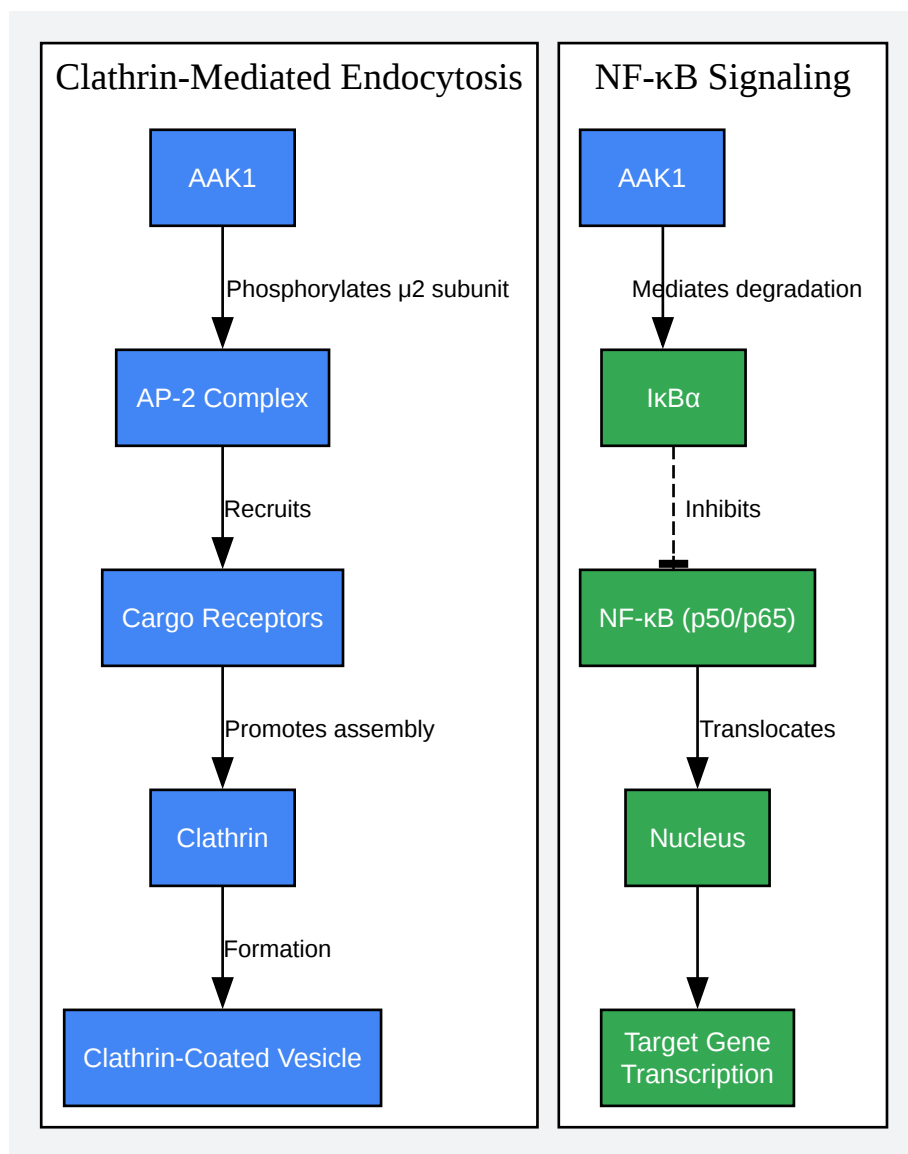 Clathrin-Mediated Endocytosis
AAK1
Phosphorylates μ2 subunit
AP-2 Complex
Recruits
Cargo Receptors
Promotes assembly
Clathrin
Formation
Clathrin-Coated Vesicle
NF-κB Signaling
AAK1
Mediates degradation
IκBα
Inhibits
NF-κB (p50/p65)
Translocates
Nucleus
Target Gene
Transcription